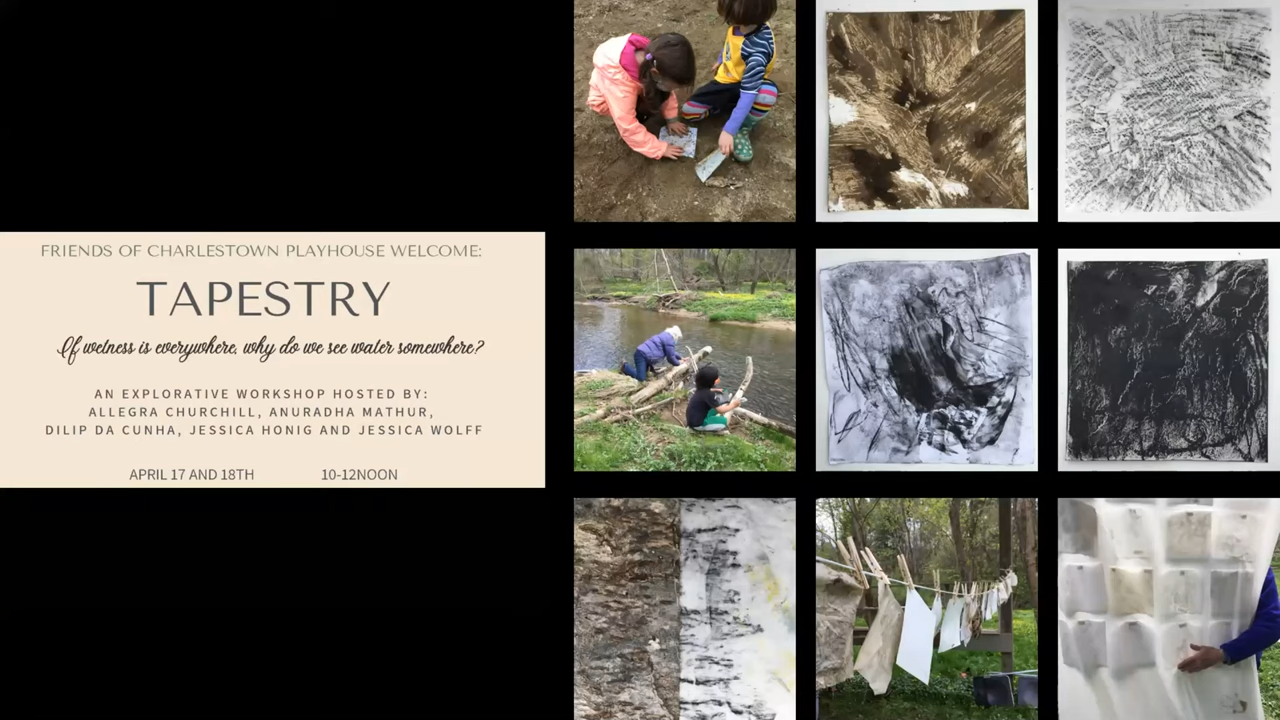 FRIENDS OF CHARLESTOWN PLAYHOUSE WELCOME:
TAPESTRY
If wetness is everywhere, why do we see water somewhere?
AN EXPLORATIVE WORKSHOP HOSTED BY:
ALLEGRA CHURCHILL, ANURADHA MATHUR,
DILIP DA CUNHA, JESSICA HONIG AND JESSICA WOLFF
APRIL 17 AND 18TH 10-12NOON